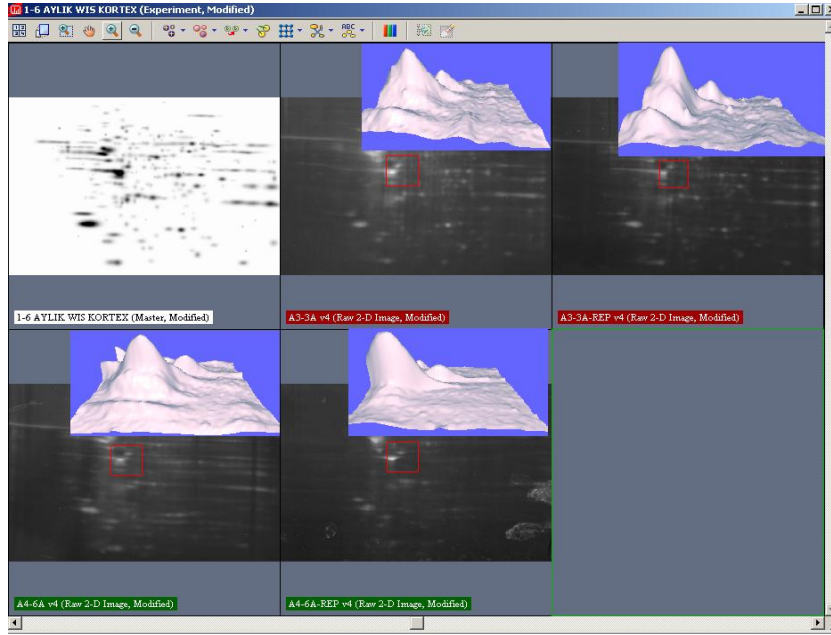 1-6 AYLIK WIS KORTEX (Experiment, Modified)
ABC
1-6 AYLIK WIS KORTEX (Master, Modified)
A3-3A v4 (Raw 2-D Image, Modified)
A3-3A-REP v4 (Raw 2-D Image, Modified)
A4-6A v4 (Raw 2-D Image, Modified)
A4-6A-REP v4 (Raw 2-D Image, Modified)